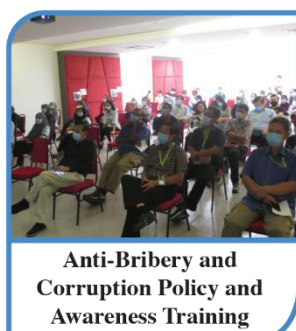 Anti-Bribery and
Corruption Policy and
Awareness Training